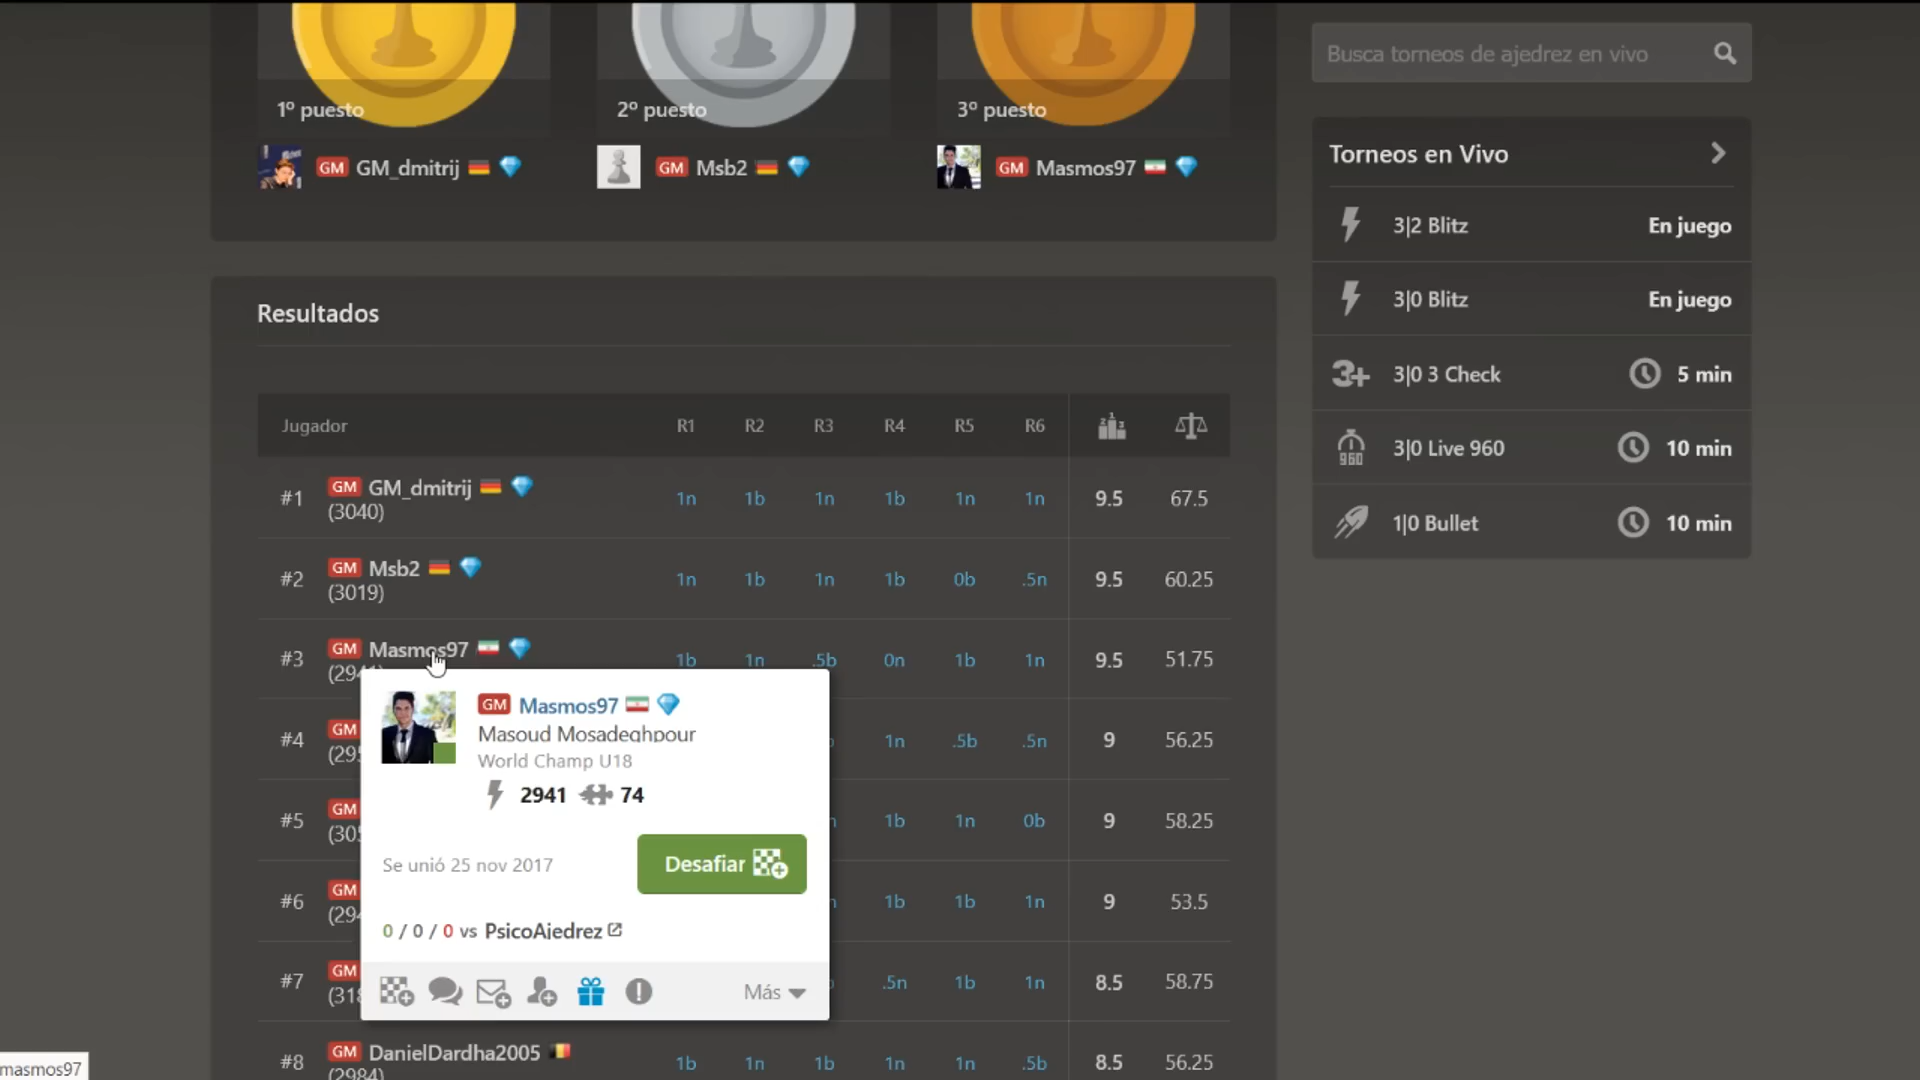 1º puesto
2º puesto
3º puesto
GM GM_dmitrij
GM Msb2
GM Masmos97
Busca torneos de ajedrez en vivo
Torneos en Vivo
3|2 Blitz En juego
3|0 Blitz En juego
3+ 3|0 3 Check 5 min
960 3|0 Live 960 10 min
1|0 Bullet 10 min
Resultados
Jugador R1 R2 R3 R4 R5 R6
#1 GM GM_dmitrij 1n 1b 1n 1b 1n 1n 9.5 67.5
(3040)
#2 GM Msb2 1n 1b 1n 1b 0b .5n 9.5 60.25
(3019)
#3 GM Masmos97 1b 1n .5b 0n 1b 1n 9.5 51.75
#4 GM 1n .5b .5n 9 56.25
#5 GM 1b 1n 0b 9 58.25
#6 GM 1b 1b 1n 9 53.5
#7 GM .5n 1b 1n 8.5 58.75
#8 GM DanielDardha2005 1b 1n 1b 1n 1n .5b 8.5 56.25
(2984)
GM Masmos97
Masoud Mosadeghpour
World Champ U18
2941 74
Se unió 25 nov 2017
Desafiar
0 / 0 / 0 vs PsicoAjedrez
Más
masmos97